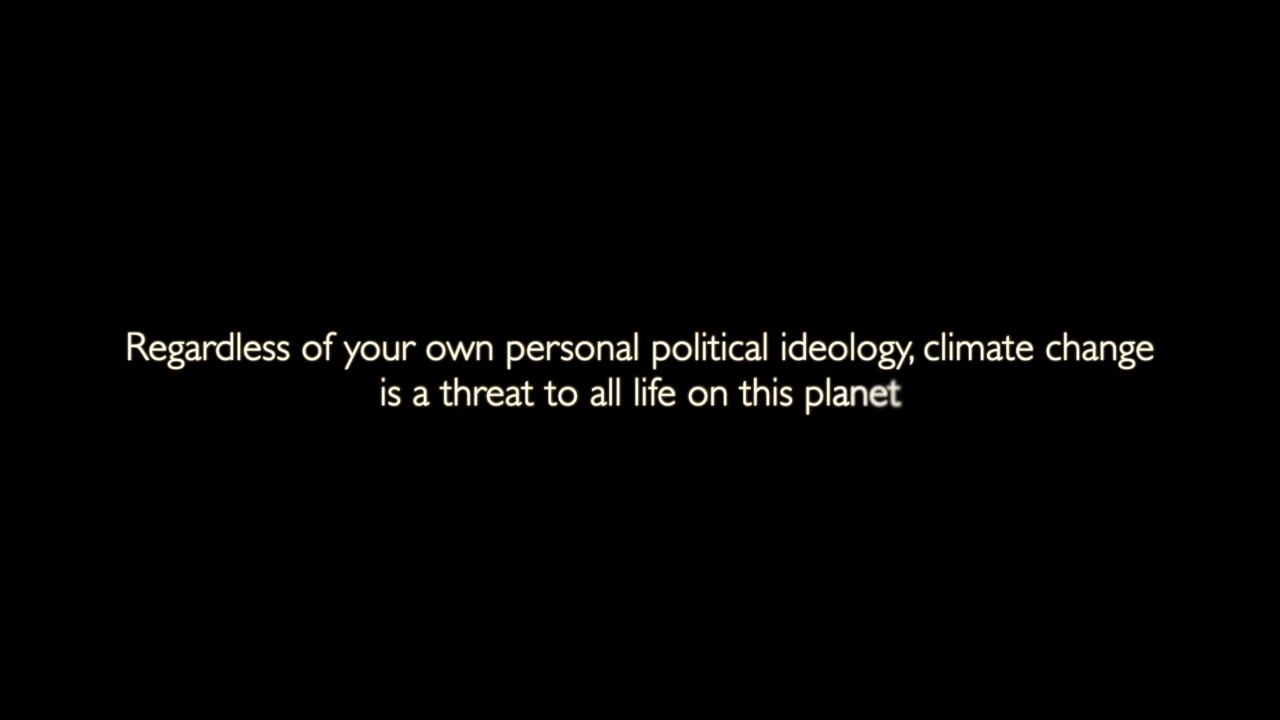 Regardless of your own personal political ideology, climate change
is a threat to all life on this planet